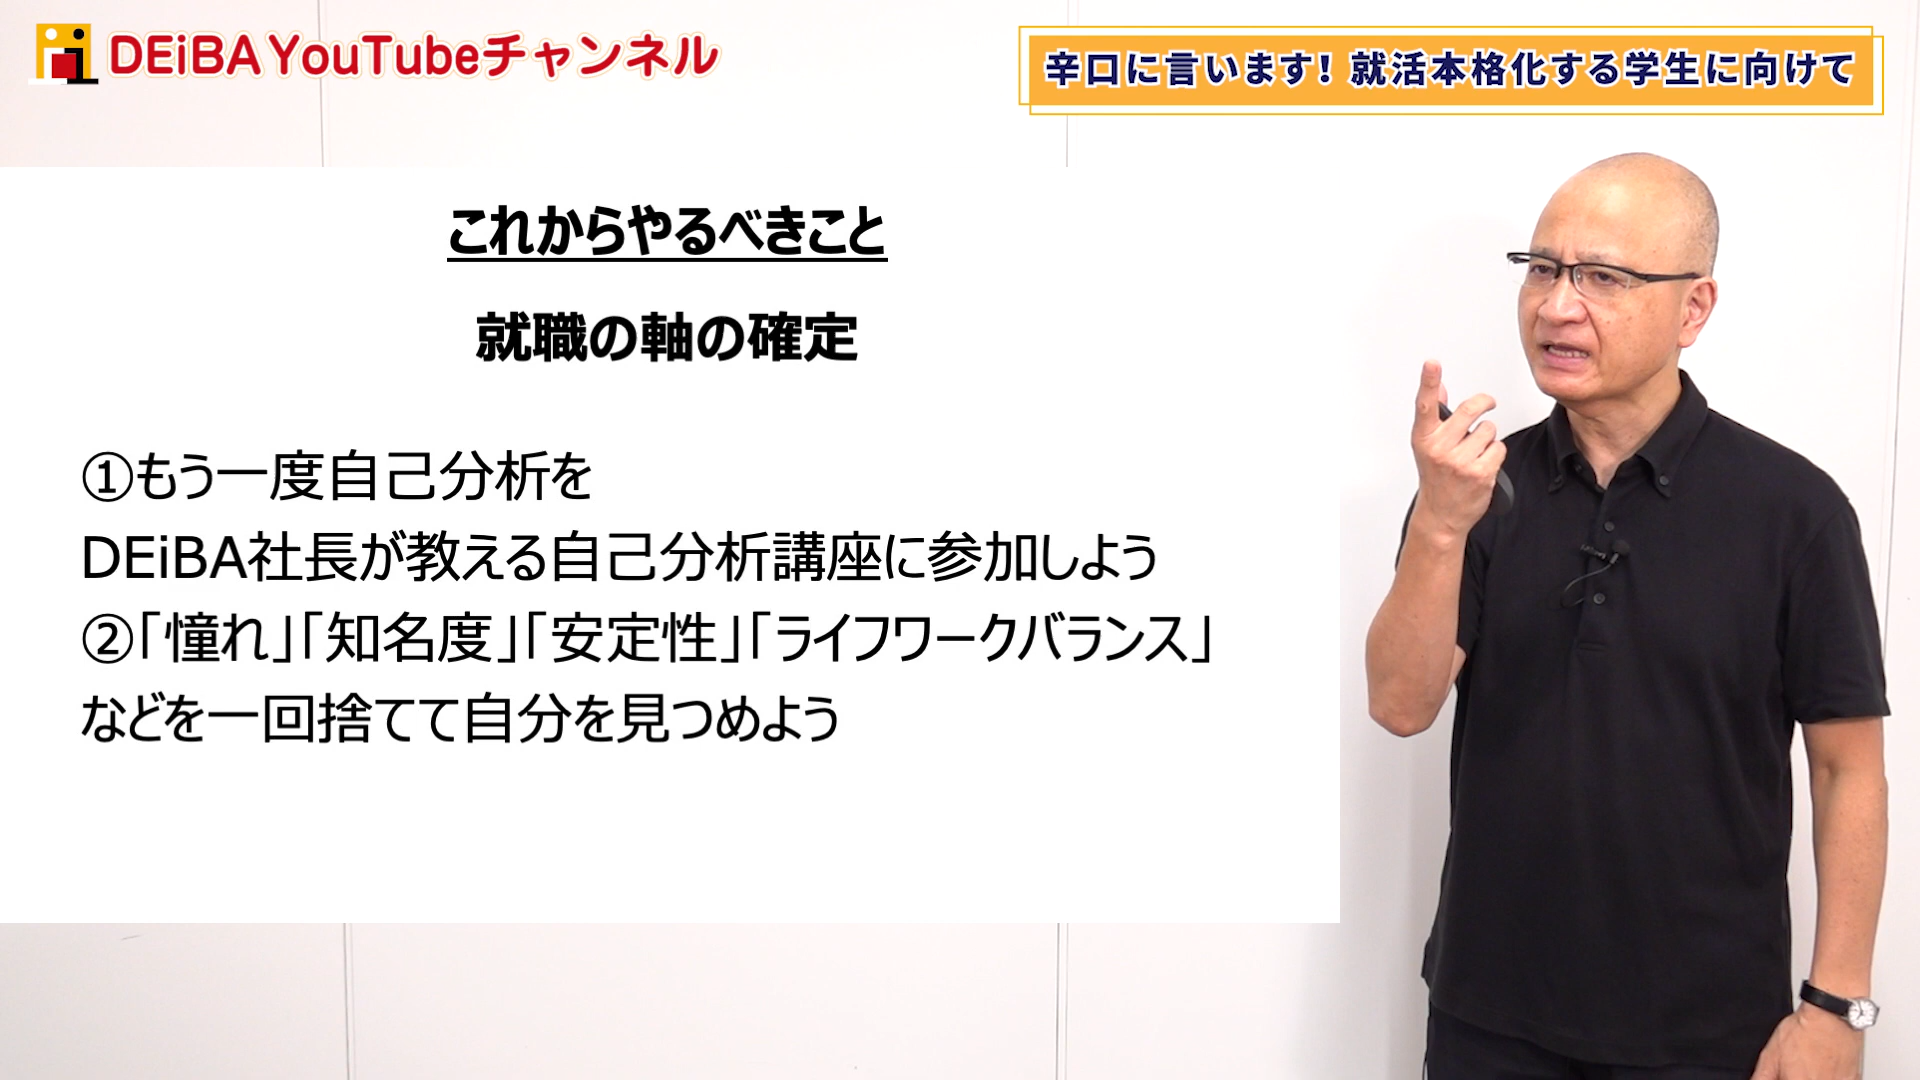 DEiBA YouTubeチャンネル
辛口に言います！就活本格化する学生に向けて
これからやるべきこと
就職の軸の確定
①もう一度自己分析を
DEiBA社長が教える自己分析講座に参加しよう
②「憧れ」「知名度」「安定性」「ライフワークバランス」
などを一回捨てて自分を見つめよう